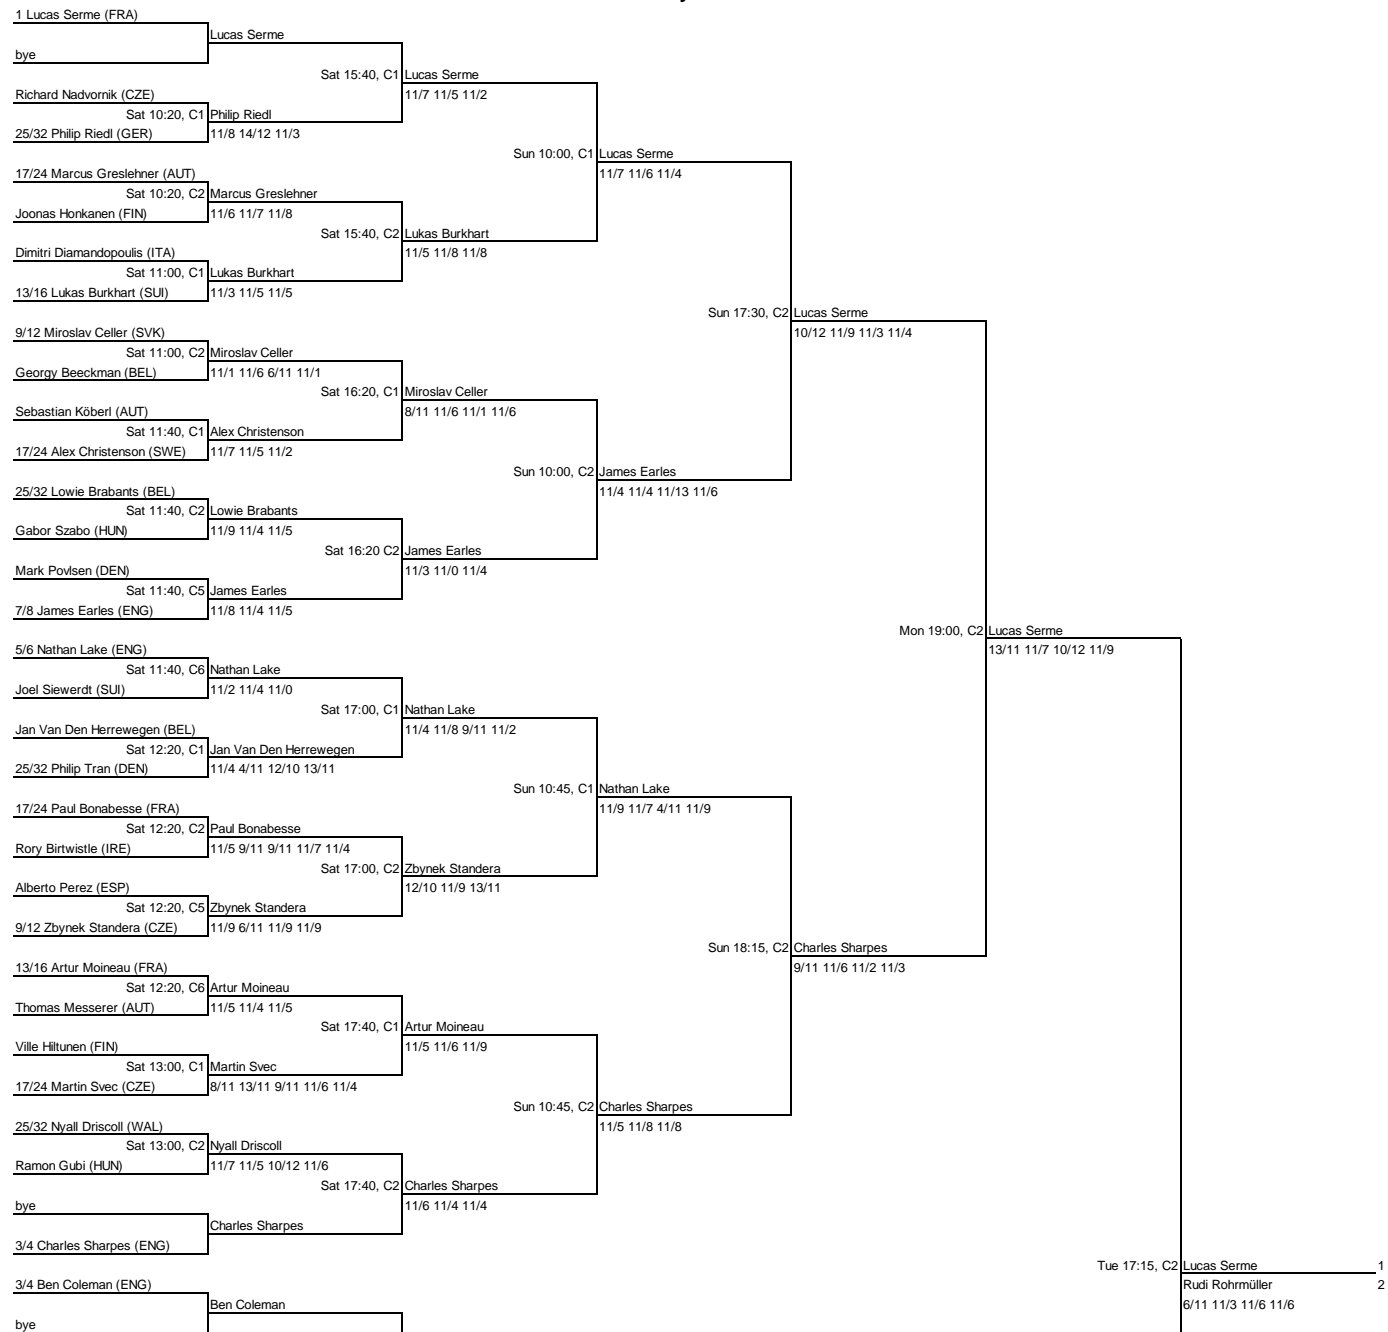 1 Lucas Serme (FRA)
Lucas Serme
bye
Sat 15:40, C1 Lucas Serme
Richard Nadvornik (CZE)
11/7 11/5 11/2
Sat 10:20, C1 Philip Riedl
25/32 Philip Riedl (GER)
11/8 14/12 11/3
Sun 10:00, C1 Lucas Serme
17/24 Marcus Greslehner (AUT)
11/7 11/6 11/4
Sat 10:20, C2 Marcus Greslehner
Joonas Honkanen (FIN)
11/6 11/7 11/8
Sat 15:40, C2 Lukas Burkhart
Dimitri Diamandopoulis (ITA)
11/5 11/8 11/8
Sat 11:00, C1 Lukas Burkhart
13/16 Lukas Burkhart (SUI)
11/3 11/5 11/5
Sun 17:30, C2 Lucas Serme
9/12 Miroslav Celler (SVK)
10/12 11/9 11/3 11/4
Sat 11:00, C2 Miroslav Celler
Georgy Beeckman (BEL)
11/1 11/6 6/11 11/1
Sat 16:20, C1 Miroslav Celler
Sebastian Köberl (AUT)
8/11 11/6 11/1 11/6
Sat 11:40, C1 Alex Christenson
17/24 Alex Christenson (SWE)
11/7 11/5 11/2
Sun 10:00, C2 James Earles
25/32 Lowie Brabants (BEL)
11/4 11/4 11/13 11/6
Sat 11:40, C2 Lowie Brabants
Gabor Szabo (HUN)
11/9 11/4 11/5
Sat 16:20 C2 James Earles
Mark Povlsen (DEN)
11/3 11/0 11/4
Sat 11:40, C5 James Earles
7/8 James Earles (ENG)
11/8 11/4 11/5
Mon 19:00, C2 Lucas Serme
5/6 Nathan Lake (ENG)
13/11 11/7 10/12 11/9
Sat 11:40, C6 Nathan Lake
Joel Siewerdt (SUI)
11/2 11/4 11/0
Sat 17:00, C1 Nathan Lake
Jan Van Den Herrewegen (BEL)
11/4 11/8 9/11 11/2
Sat 12:20, C1 Jan Van Den Herrewegen
25/32 Philip Tran (DEN)
11/4 4/11 12/10 13/11
Sun 10:45, C1 Nathan Lake
17/24 Paul Bonabesse (FRA)
11/9 11/7 4/11 11/9
Sat 12:20, C2 Paul Bonabesse
Rory Birtwistle (IRE)
11/5 9/11 9/11 11/7 11/4
Sat 17:00, C2 Zbynek Standera
Alberto Perez (ESP)
12/10 11/9 13/11
Sat 12:20, C5 Zbynek Standera
9/12 Zbynek Standera (CZE)
11/9 6/11 11/9 11/9
Sun 18:15, C2 Charles Sharpes
13/16 Artur Moineau (FRA)
9/11 11/6 11/2 11/3
Sat 12:20, C6 Artur Moineau
Thomas Messerer (AUT)
11/5 11/4 11/5
Sat 17:40, C1 Artur Moineau
Ville Hiltunen (FIN)
11/5 11/6 11/9
Sat 13:00, C1 Martin Svec
17/24 Martin Svec (CZE)
8/11 13/11 9/11 11/6 11/4
Sun 10:45, C2 Charles Sharpes
25/32 Nyall Driscoll (WAL)
11/5 11/8 11/8
Sat 13:00, C2 Nyall Driscoll
Ramon Gubi (HUN)
11/7 11/5 10/12 11/6
Sat 17:40, C2 Charles Sharpes
bye
11/6 11/4 11/4
Charles Sharpes
3/4 Charles Sharpes (ENG)
Tue 17:15, C2 Lucas Serme 1
3/4 Ben Coleman (ENG)
Rudi Rohrmüller 2
Ben Coleman
6/11 11/3 11/6 11/6
bye